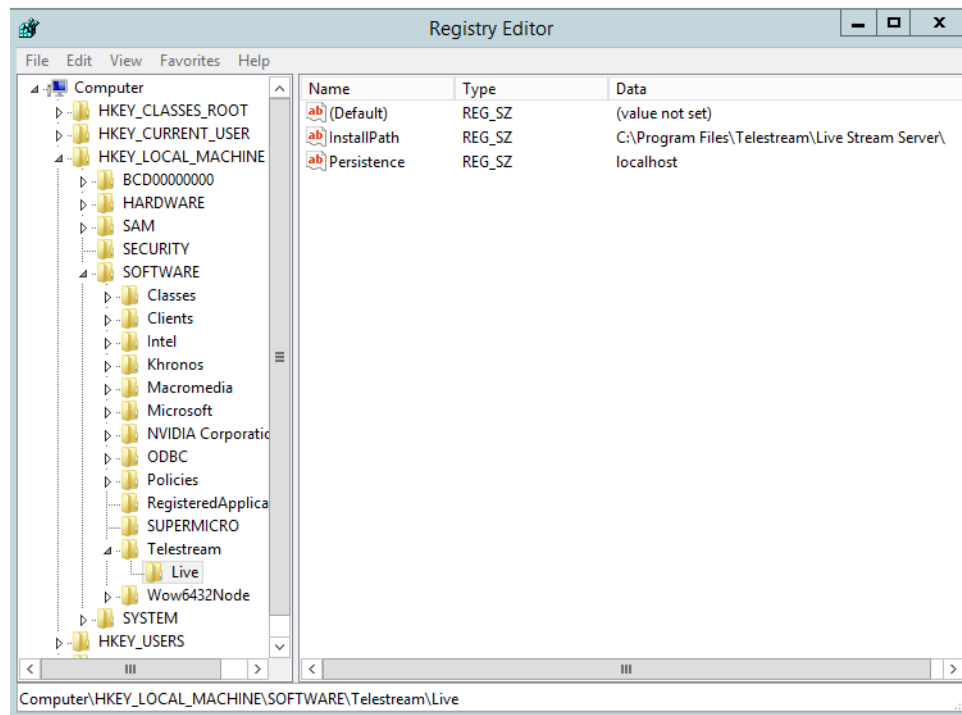 Registry Editor
File Edit View Favorites Help
Computer
HKEY_CLASSES_ROOT
HKEY_CURRENT_USER
HKEY_LOCAL_MACHINE
BCD00000000
HARDWARE
SAM
SECURITY
SOFTWARE
Classes
Clients
Intel
Khronos
Macromedia
Microsoft
NVIDIA Corporatic
ODBC
Policies
RegisteredApplica
SUPERMICRO
Telestream
Live
Wow6432Node
SYSTEM
HKEY_USERS
Name Type Data
ab (Default) REG_SZ (value not set)
ab InstallPath REG_SZ C:\Program Files\Telestream\Live Stream Server\
ab Persistence REG_SZ localhost
Computer\HKEY_LOCAL_MACHINE\SOFTWARE\Telestream\Live